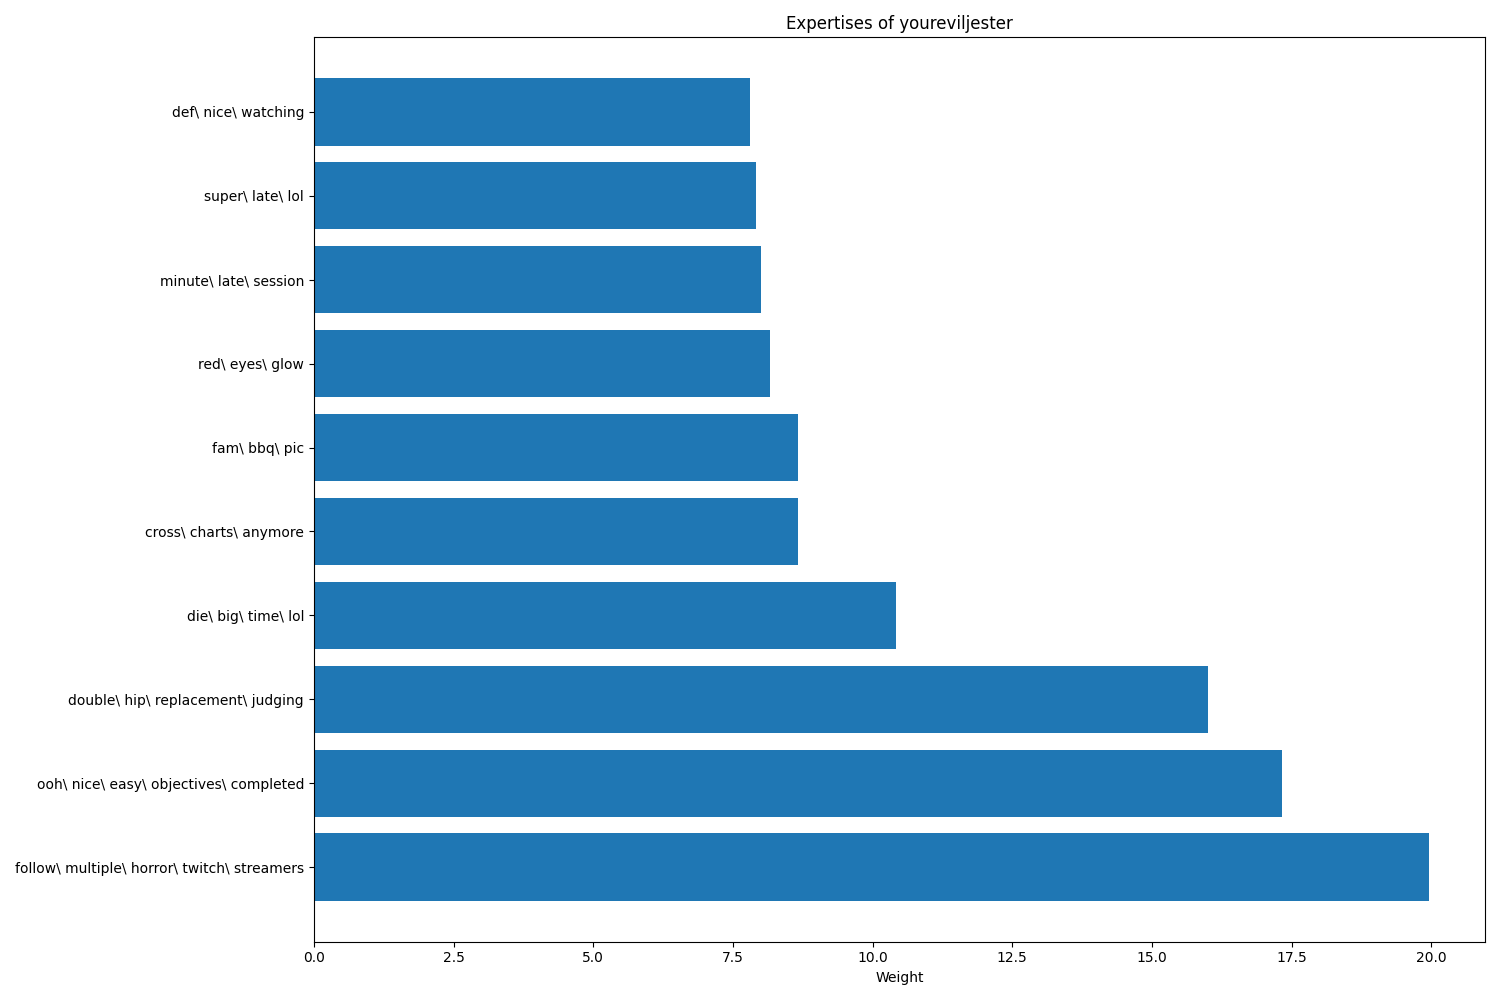 Expertises of youreviljester
def\ nice\ watching
super\ late\ lol
minute\ late\ session
red\ eyes\ glow
fam\ bbq\ pic
cross\ charts\ anymore
die\ big\ time\ lol
double\ hip\ replacement\ judging
ooh\ nice\ easy\ objectives\ completed
follow\ multiple\ horror\ twitch\ streamers
0.0 2.5 5.0 7.5 10.0 12.5 15.0 17.5 20.0
Weight